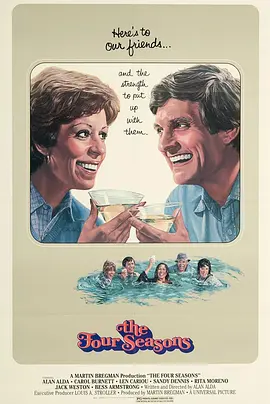 Here's to
our friends...
and the
strength
to put
up
with
them.
the
Four Seasons
A MARTIN BREGMAN Production "THE FOUR SEASONS"
ALAN ALDA • CAROL BURNETT • LEN CARIOU • SANDY DENNIS • RITA MORENO
JACK WESTON • BESS ARMSTRONG • Written and Directed by ALAN ALDA
Executive Producer LOUIS A. STROLLER • Produced by MARTIN BREGMAN • A UNIVERSAL PICTURE